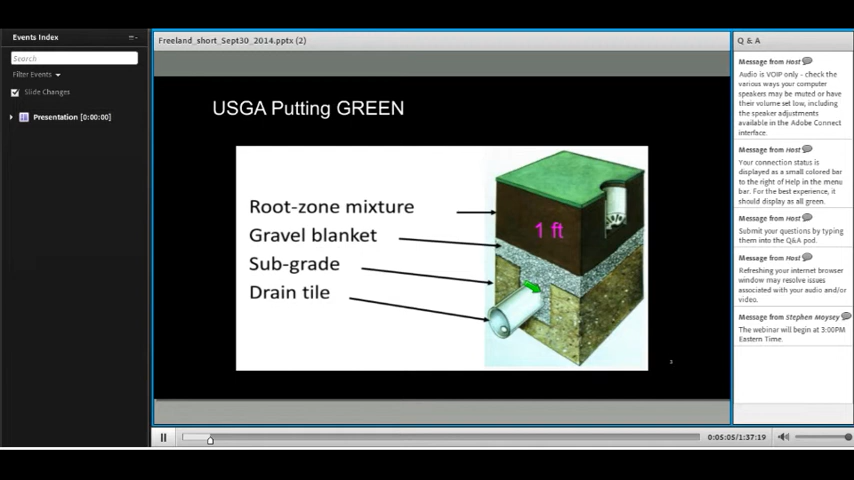 Events Index
Search
Filter Events
Slide Changes
Presentation [0:00:00]
Freeland_short_Sept30_2014.pptx (2)
USGA Putting GREEN
Root-zone mixture
Gravel blanket
Sub-grade
Drain tile
1 ft
3
0:05:05/1:37:19
Q & A
Message from Host
Audio is VOIP only - check the
various ways your computer
speakers may be muted or have
their volume set low, including
the speaker adjustments
available in the Adobe Connect
interface.
Message from Host
Your connection status is
displayed as a small colored bar
to the right of Help in the menu
bar. For the best experience, it
should display as all green.
Message from Host
Submit your questions by typing
them into the Q&A pod.
Message from Host
Refreshing your internet browser
window may resolve issues
associated with your audio and/or
video.
Message from Stephen Moysey
The webinar will begin at 3:00PM
Eastern Time.